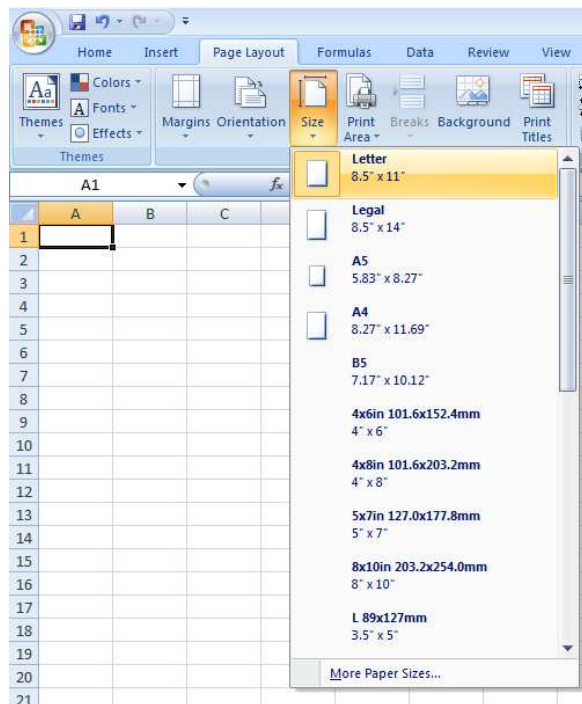 Home Insert Page Layout Formulas Data Review View
Aa Colors
A Fonts
Effects
Themes Margins Orientation Size Print Area Breaks Background Print Titles
Themes
A1 fx
A B C
1
2
3
4
5
6
7
8
9
10
11
12
13
14
15
16
17
18
19
20
21
Letter
8.5" x 11"
Legal
8.5" x 14"
A5
5.83" x 8.27"
A4
8.27" x 11.69"
B5
7.17" x 10.12"
4x6in 101.6x152.4mm
4" x 6"
4x8in 101.6x203.2mm
4" x 8"
5x7in 127.0x177.8mm
5" x 7"
8x10in 203.2x254.0mm
8" x 10"
L 89x127mm
3.5" x 5"
More Paper Sizes...